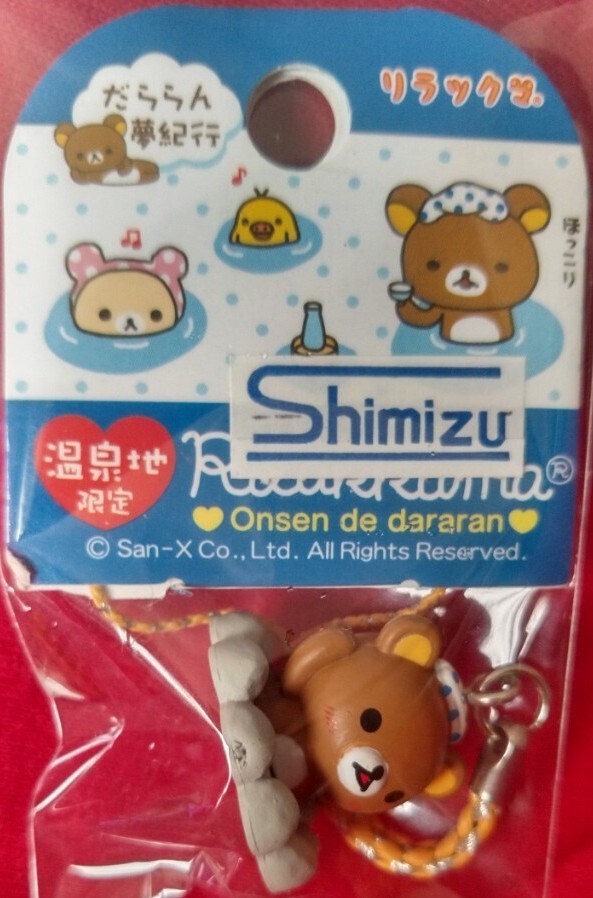 だららん
夢紀行
リラックマ
ほっこり
Shimizu
温泉地
限定
Rilakkuma®
Onsen de dararan
© San-X Co., Ltd. All Rights Reserved.